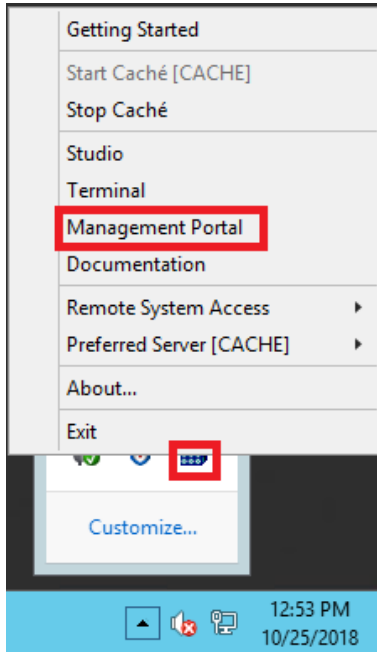 Getting Started
Start Caché [CACHE]
Stop Caché
Studio
Terminal
Management Portal
Documentation
Remote System Access
Preferred Server [CACHE]
About...
Exit
Customize...
12:53 PM
10/25/2018